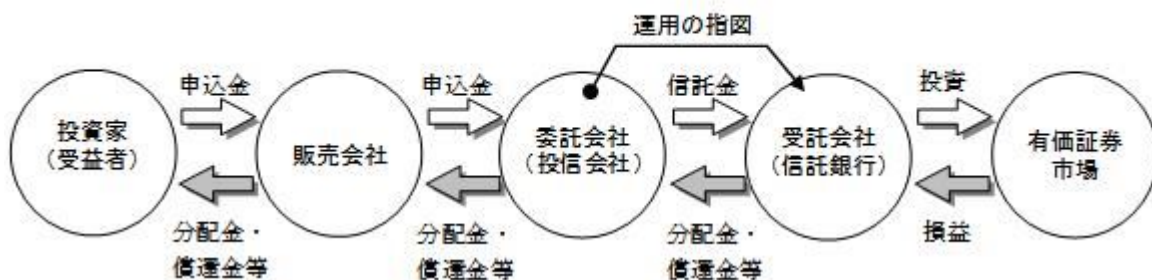 運用の指図
申込金
申込金
信託金
投資
投資家
(受益者)
販売会社
委託会社
(投信会社)
受託会社
(信託銀行)
有価証券
市場
分配金・
償還金等
分配金・
償還金等
分配金・
償還金等
損益